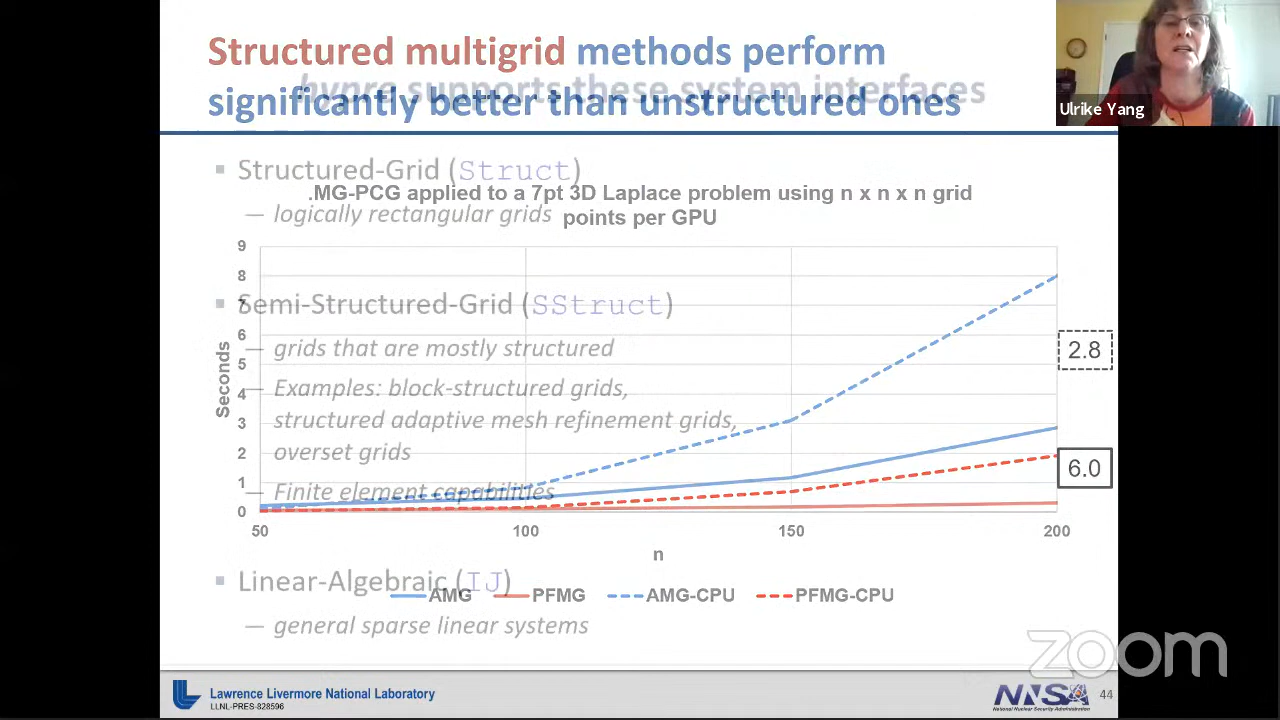 Structured multigrid methods perform
significantly better than unstructured ones
hypre supports these system interfaces
Ulrike Yang
Structured-Grid (Struct)
— logically rectangular grids
.MG-PCG applied to a 7pt 3D Laplace problem using n x n x n grid
points per GPU
Semi-Structured-Grid (SStruct)
— grids that are mostly structured
— Examples: block-structured grids,
structured adaptive mesh refinement grids,
overset grids
— Finite element capabilities
Seconds
9
8
7
6
5
4
3
2
1
0
50 100 150 200
n
2.8
6.0
Linear-Algebraic (IJ)
— general sparse linear systems
AMG PFMG AMG-CPU PFMG-CPU
zoom
Lawrence Livermore National Laboratory
LLNL-PRES-828596
NNSA
National Nuclear Security Administration
44